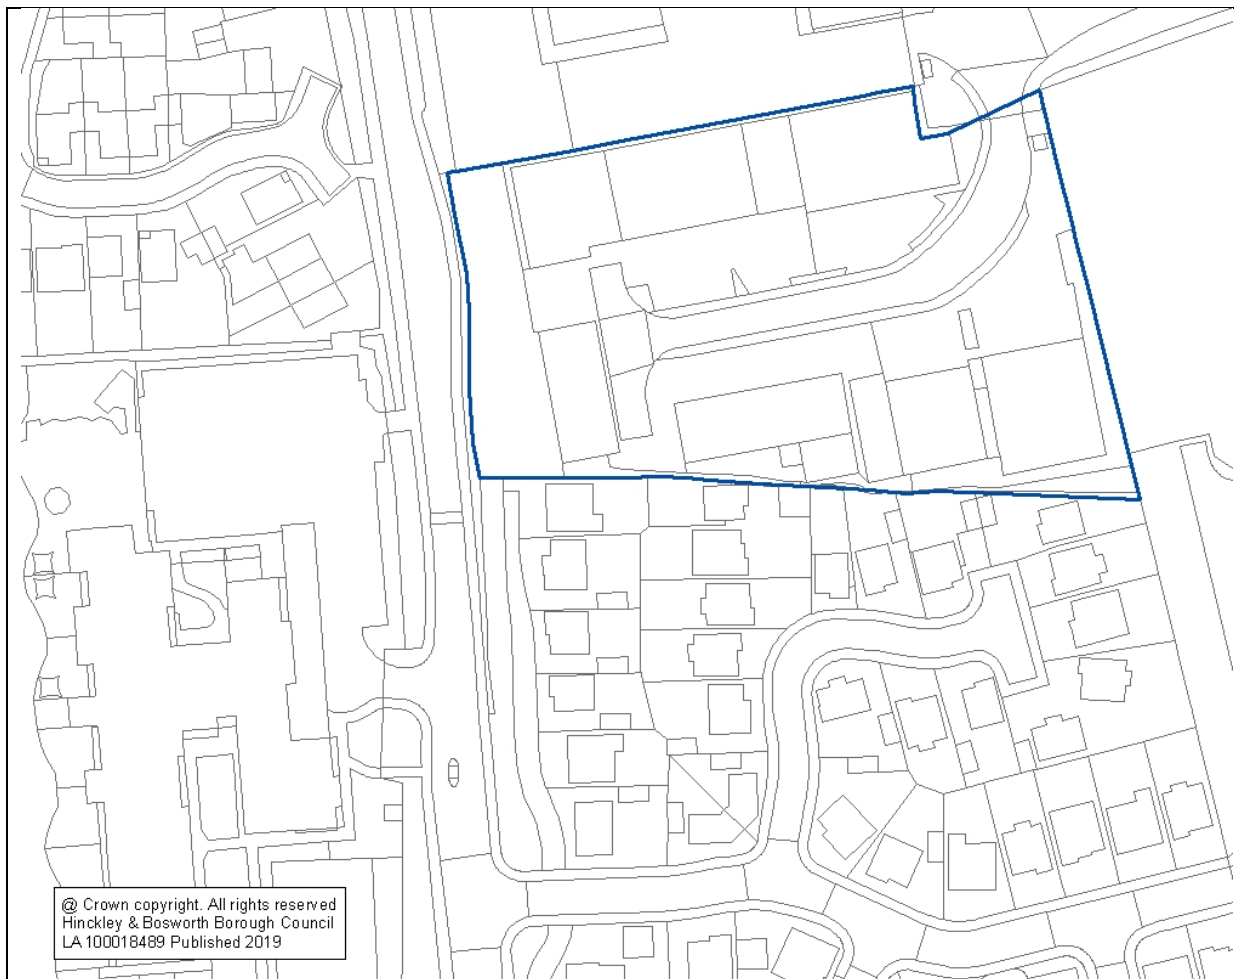 @ Crown copyright. All rights reserved
Hinckley & Bosworth Borough Council
LA 100018489 Published 2019